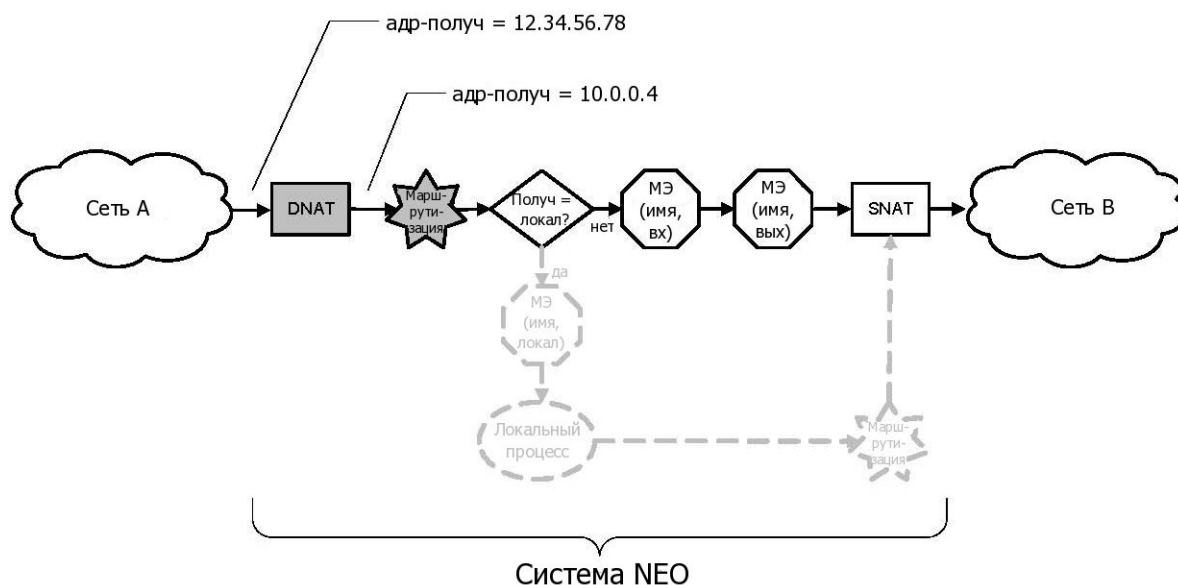 адр-получ = 12.34.56.78
адр-получ = 10.0.0.4
Сеть A
DNAT
Марш-
рути-
зация
Получ =
локал?
нет
МЭ
(имя,
вх)
МЭ
(имя,
вых)
SNAT
Сеть B
да
МЭ
(имя,
локал)
Локальный
процесс
Марш-
рути-
зация
Система NEO